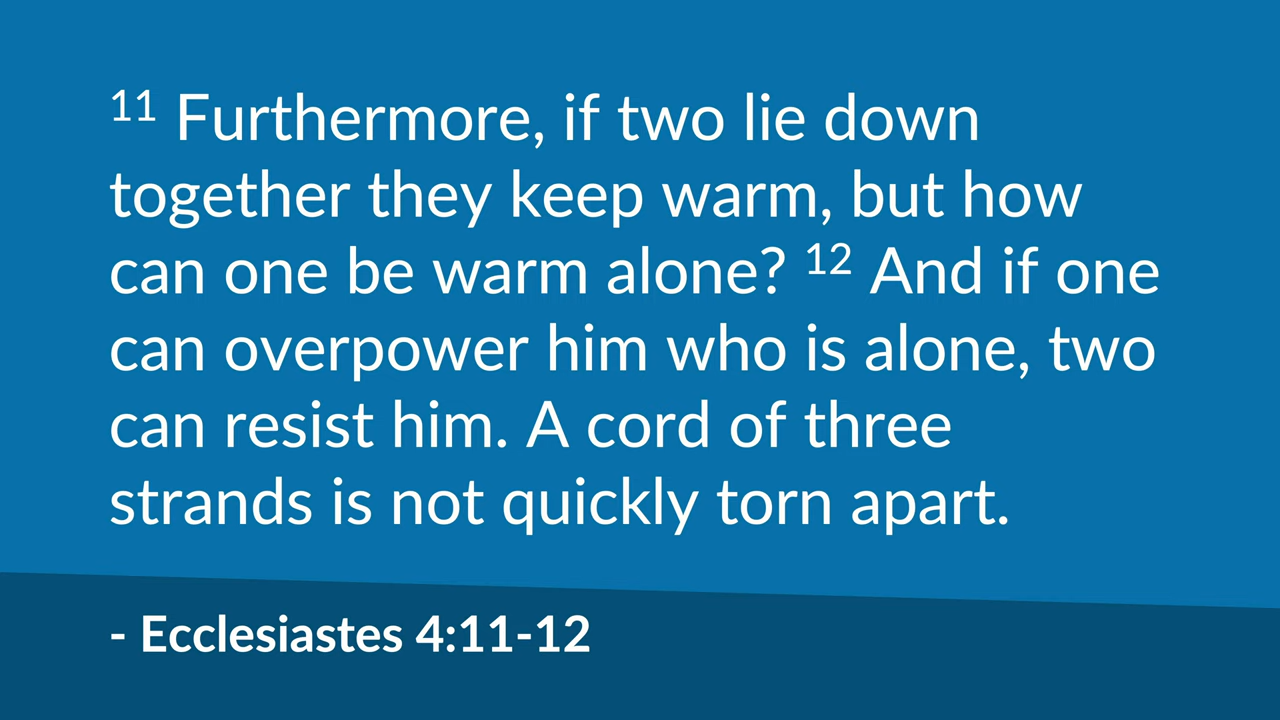 11 Furthermore, if two lie down
together they keep warm, but how
can one be warm alone? 12 And if one
can overpower him who is alone, two
can resist him. A cord of three
strands is not quickly torn apart.
- Ecclesiastes 4:11-12